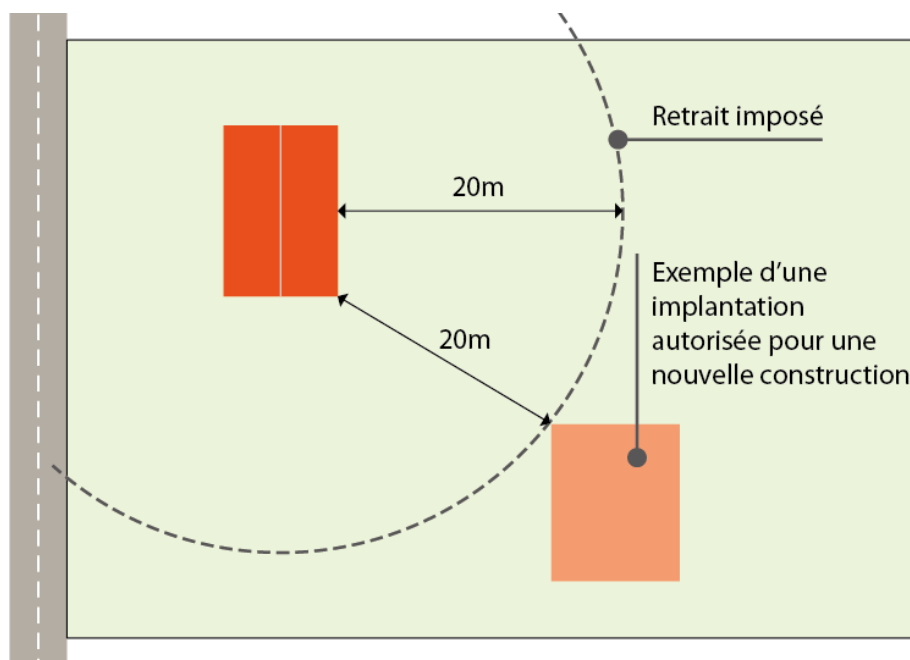 Retrait imposé
20m
Exemple d’une
implantation
autorisée pour une
nouvelle construction
20m